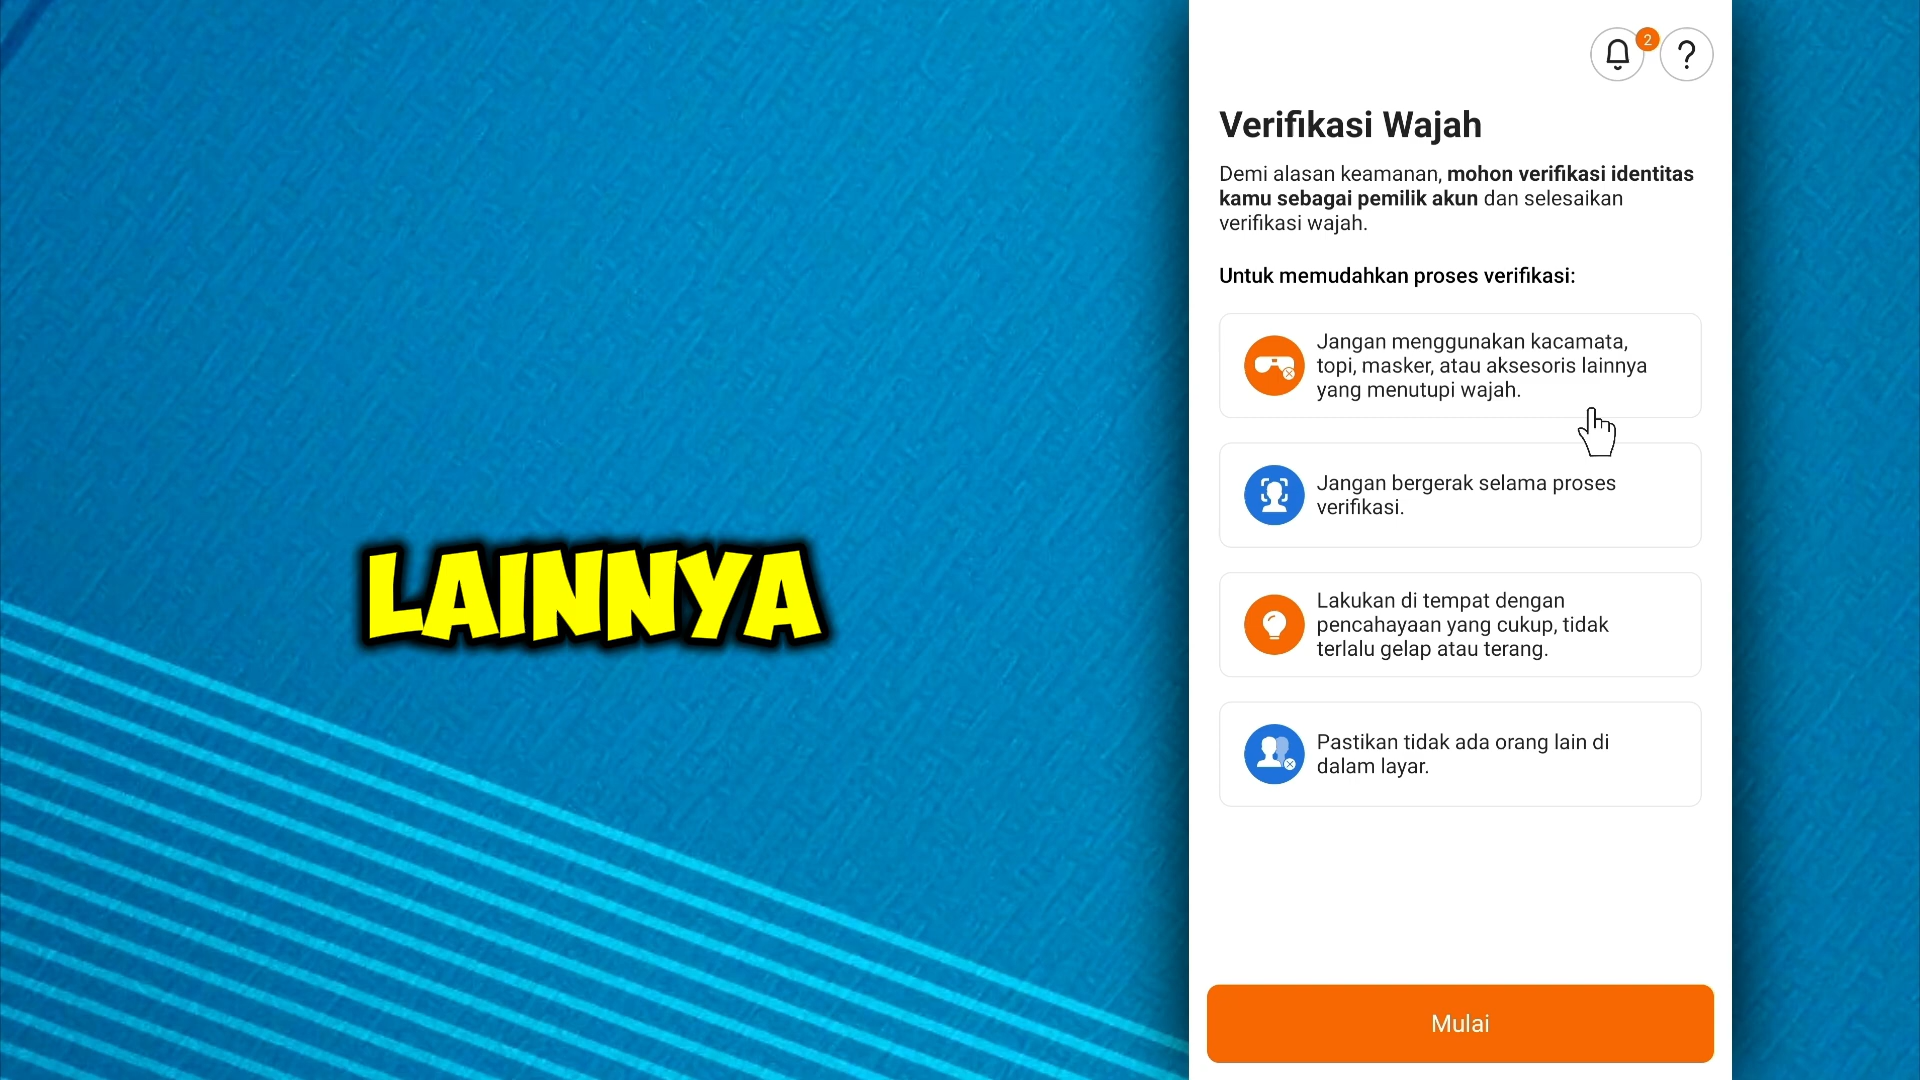 2
?
Verifikasi Wajah
Demi alasan keamanan, mohon verifikasi identitas
kamu sebagai pemilik akun dan selesaikan
verifikasi wajah.
Untuk memudahkan proses verifikasi:
Jangan menggunakan kacamata,
topi, masker, atau aksesoris lainnya
yang menutupi wajah.
Jangan bergerak selama proses
verifikasi.
LAINNYA
Lakukan di tempat dengan
pencahayaan yang cukup, tidak
terlalu gelap atau terang.
Pastikan tidak ada orang lain di
dalam layar.
Mulai